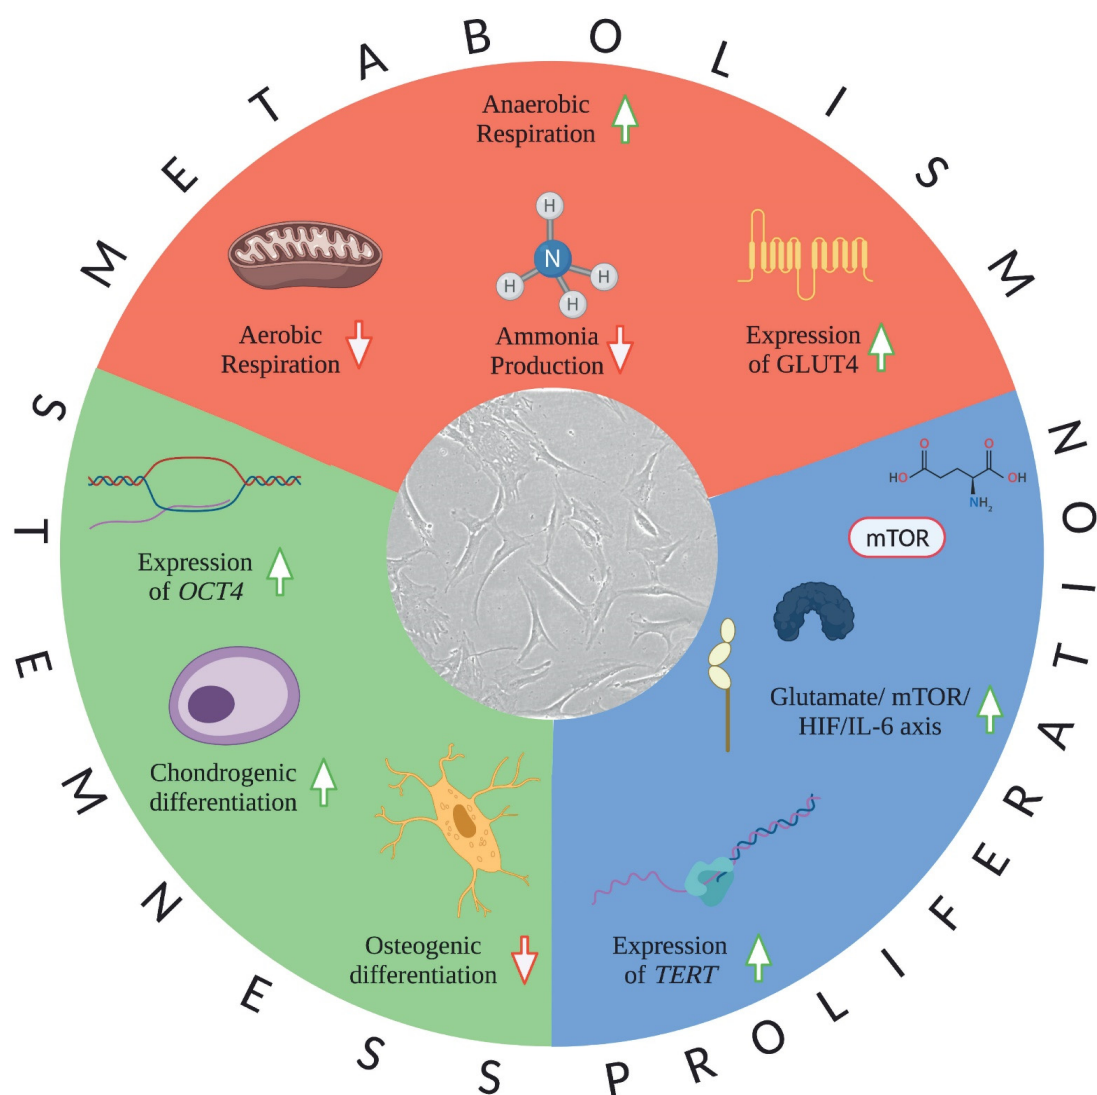 METABOLISM
Anaerobic
Respiration
H
N
H
H
H
Aerobic
Respiration
Ammonia
Production
Expression
of GLUT4
PROLIFERATION
O
O
HO
OH
NH₂
mTOR
Glutamate/ mTOR/
HIF/IL-6 axis
Expression
of TERT
STEMNESS
Expression
of OCT4
Chondrogenic
differentiation
Osteogenic
differentiation